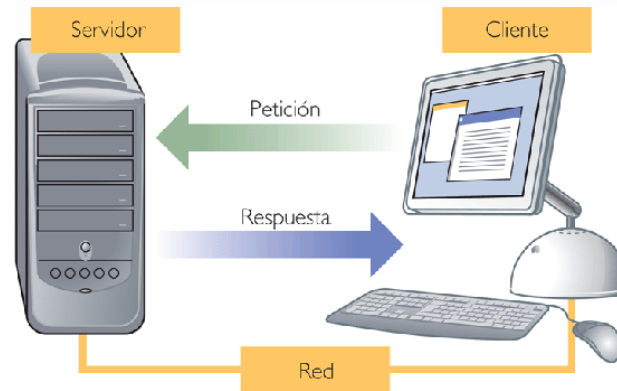 Servidor
Cliente
Petición
Respuesta
Red